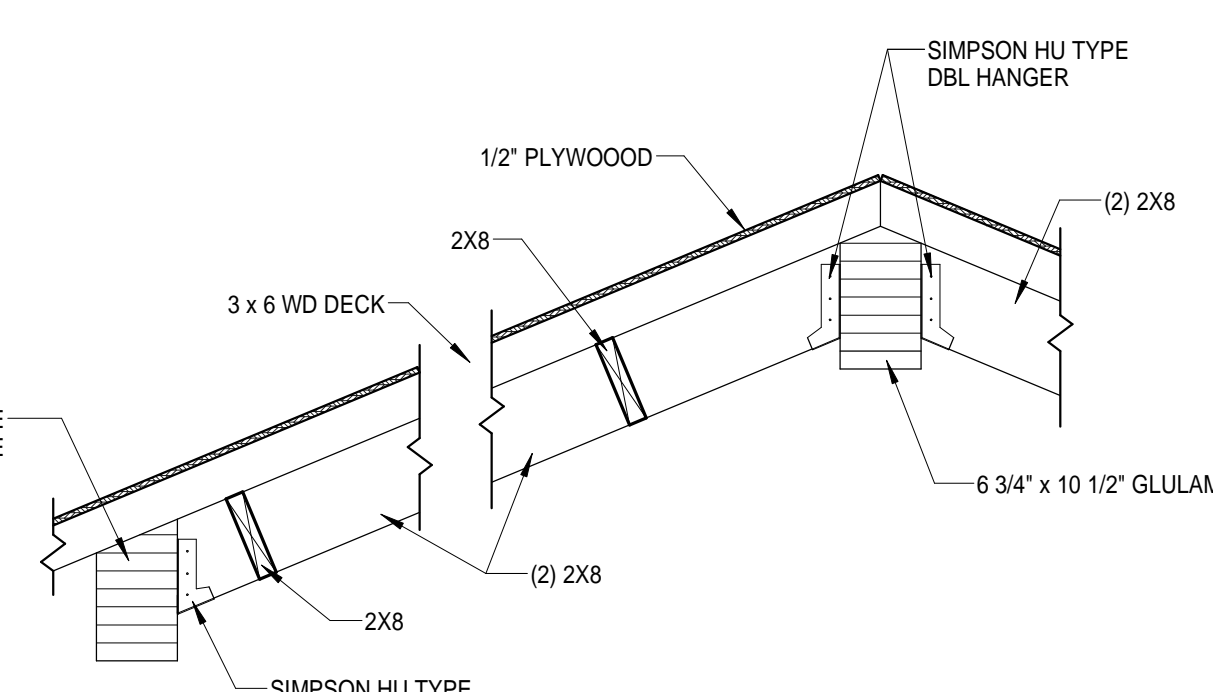 SIMPSON HU TYPE
DBL HANGER
1/2" PLYWOOOD
(2) 2X8
2X8
3 x 6 WD DECK
6 3/4" x 10 1/2" GLULAM
(2) 2X8
2X8
SIMPSON HU TYPE